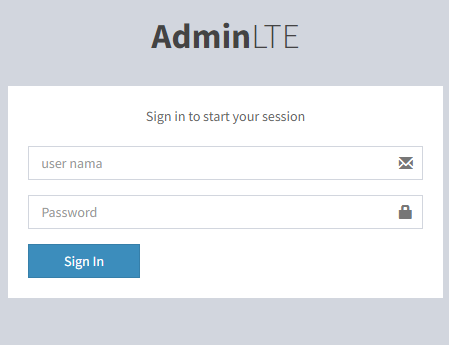 AdminLTE
Sign in to start your session
user nama
Password
Sign In